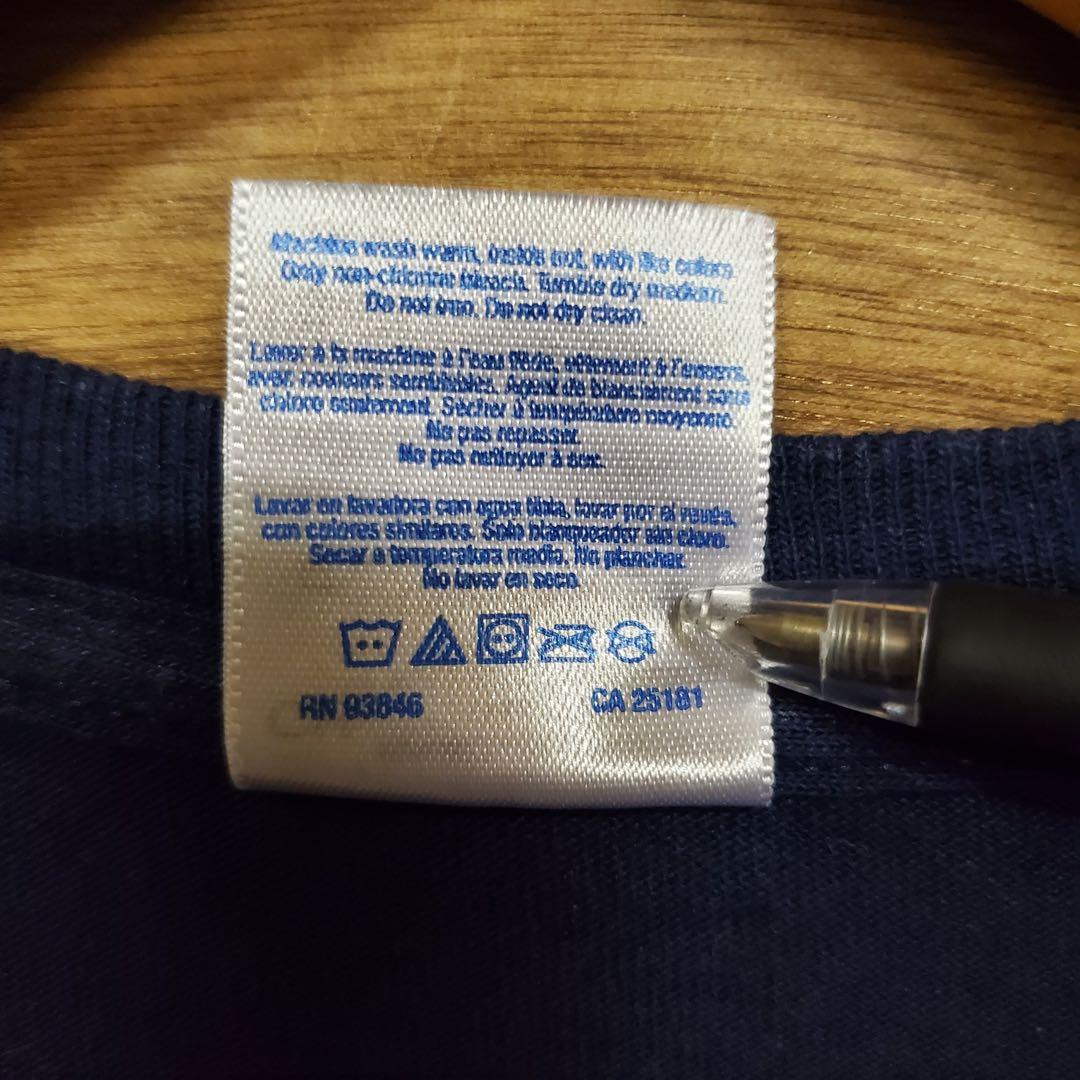 Machine wash warm, inside out, with like colors.
Only non-chlorine bleach. Tumble dry medium.
Do not iron. Do not dry clean.
Laver à la machine à l'eau tiède, vêtement à l'envers,
avec couleurs semblables. Agent de blanchiment sans
chlore seulement. Sécher à température moyenne.
Ne pas repasser.
Ne pas nettoyer à sec.
Lavar en lavadora con agua tibia, lavar por el revés,
con colores similares. Solo blanqueador sin cloro.
Secar a temperatura media. No planchar.
No lavar en seco.
RN 93846
CA 25181